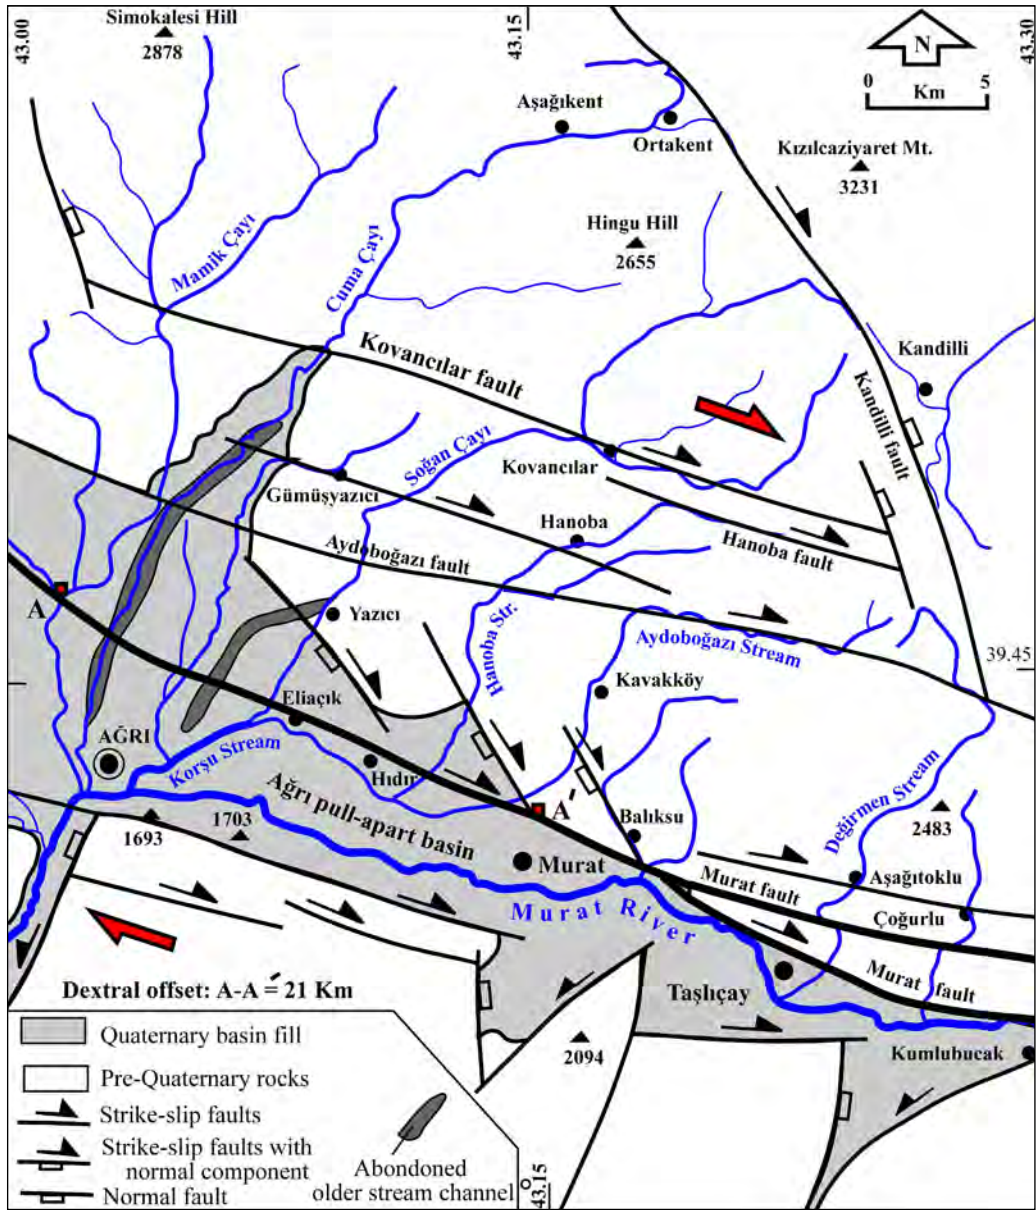 43.00
43.15
43.30
Simokalesi Hill
2878
N
0
5
Km
Aşağıkent
Ortakent
Kızılcaziyaret Mt.
3231
Hingu Hill
2655
Mamik Çayı
Cuma Çayı
Kandilli
Kovancılar fault
Kandilli fault
Soğan Çayı
Kovancılar
Gümüşyazıcı
Hanoba
Hanoba fault
Aydoboğazı fault
A
Yazıcı
Hanoba Str.
Aydoboğazı Stream
39.45
Kavakköy
Eliaçık
AĞRI
Korşu Stream
Hıdır
Değirmen Stream
Ağrı pull-apart basin
A'
Balıksu
2483
1693
1703
Murat
Murat fault
Aşağıtoklu
Murat River
Çoğurlu
Murat fault
Taşlıçay
Dextral offset: A-A' = 21 Km
2094
Kumlubucak
Quaternary basin fill
Pre-Quaternary rocks
Strike-slip faults
Strike-slip faults with
normal component
Normal fault
Abondoned
older stream channel
43.15